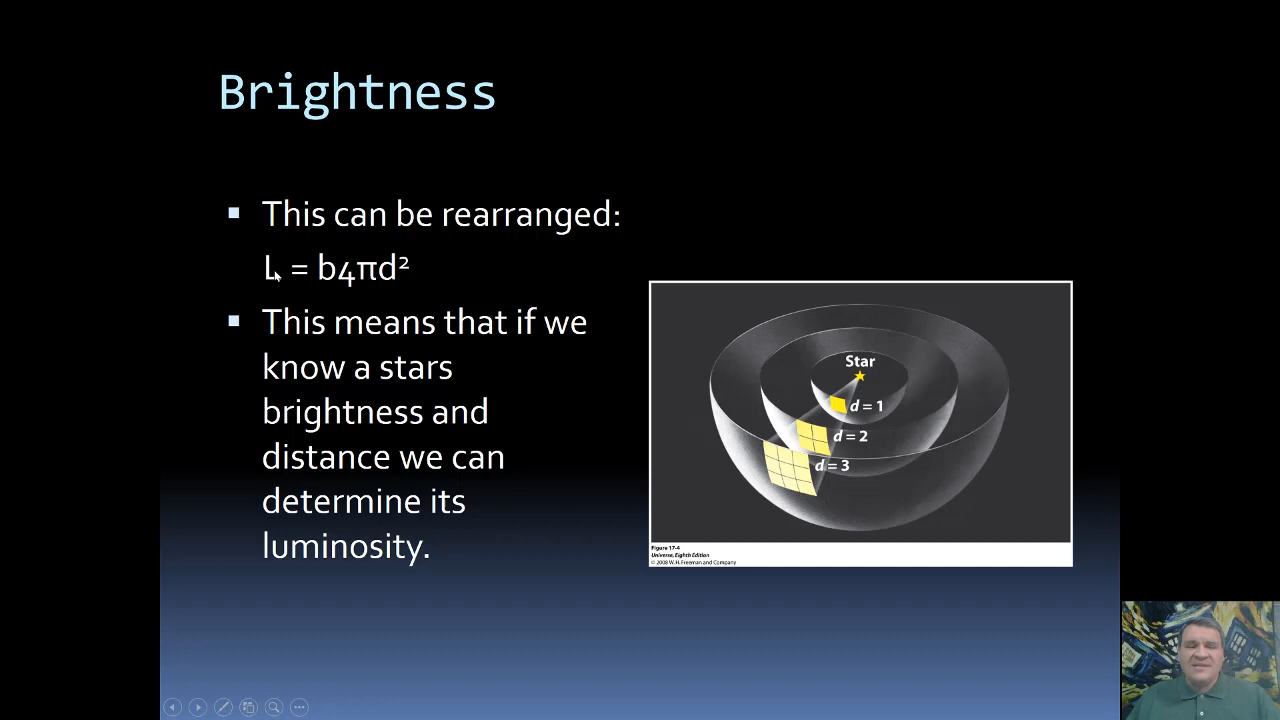 Brightness
▪ This can be rearranged:
L = b4πd²
▪ This means that if we
know a stars
brightness and
distance we can
determine its
luminosity.
Star
d = 1
d = 2
d = 3
Figure 17-4
Universe, Eighth Edition
© 2008 W.H. Freeman and Company